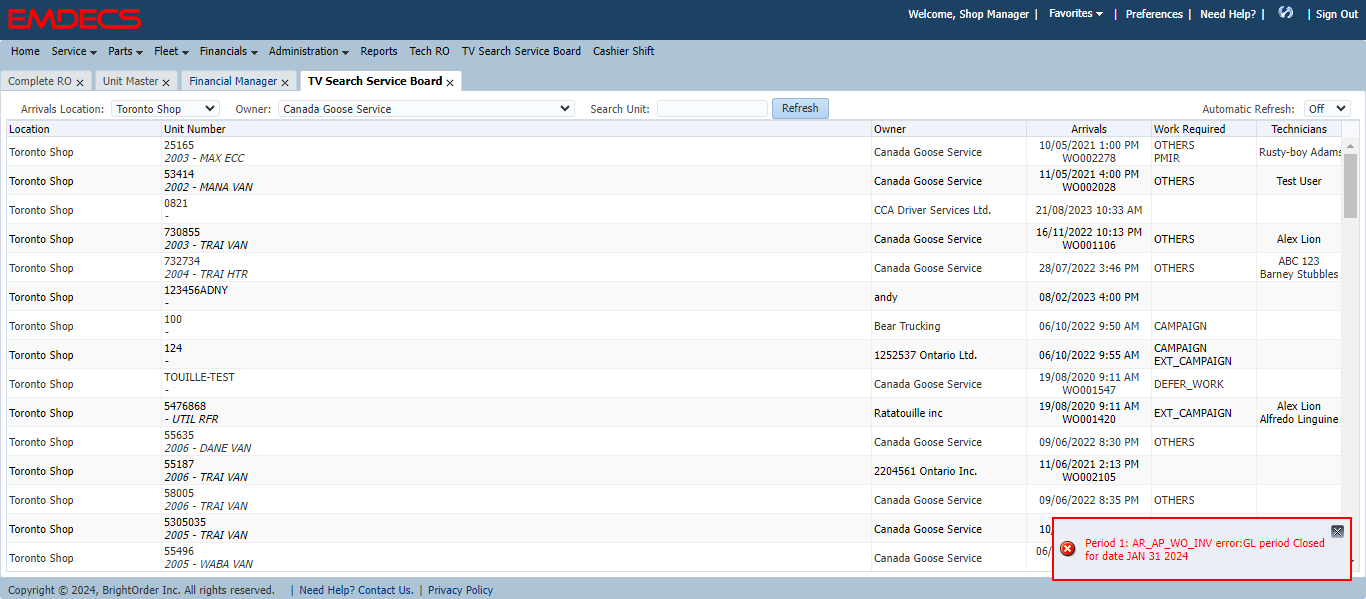 EMDECS
Welcome, Shop Manager | Favorites | Preferences | Need Help? | | Sign Out
Home Service Parts Fleet Financials Administration Reports Tech RO TV Search Service Board Cashier Shift
Complete RO Unit Master Financial Manager TV Search Service Board
Arrivals Location: Toronto Shop Owner: Canada Goose Service Search Unit: Refresh Automatic Refresh: Off
Location Unit Number Owner Arrivals Work Required Technicians
Toronto Shop 25165 Canada Goose Service 10/05/2021 1:00 PM OTHERS Rusty-boy Adams
2003 - MAX ECC WO002278 PMIR
Toronto Shop 53414 Canada Goose Service 11/05/2021 4:00 PM OTHERS Test User
2002 - MANA VAN WO002028
Toronto Shop 0821 CCA Driver Services Ltd. 21/08/2023 10:33 AM
-
Toronto Shop 730855 Canada Goose Service 16/11/2022 10:13 PM OTHERS Alex Lion
2003 - TRAI VAN WO001106
Toronto Shop 732734 Canada Goose Service 28/07/2022 3:46 PM OTHERS ABC 123
2004 - TRAI HTR Barney Stubbles
Toronto Shop 123456ADNY andy 08/02/2023 4:00 PM
-
Toronto Shop 100 Bear Trucking 06/10/2022 9:50 AM CAMPAIGN
-
Toronto Shop 124 1252537 Ontario Ltd. 06/10/2022 9:55 AM CAMPAIGN
- EXT_CAMPAIGN
Toronto Shop TOUILLE-TEST Canada Goose Service 19/08/2020 9:11 AM DEFER_WORK
- WO001547
Toronto Shop 5476868 Ratatouille inc 19/08/2020 9:11 AM EXT_CAMPAIGN Alex Lion
- UTIL RFR WO001420 Alfredo Linguine
Toronto Shop 55635 Canada Goose Service 09/06/2022 8:30 PM OTHERS
2006 - DANE VAN
Toronto Shop 55187 2204561 Ontario Inc. 11/06/2021 2:13 PM
2006 - TRAI VAN WO002105
Toronto Shop 58005 Canada Goose Service 09/06/2022 8:35 PM OTHERS
2006 - TRAI VAN
Toronto Shop 5305035 Canada Goose Service 10
2005 - TRAI VAN
Toronto Shop 55496 Canada Goose Service 06/
2005 - WABA VAN
Period 1: AR_AP_WO_INV error:GL period Closed
for date JAN 31 2024
Copyright © 2024, BrightOrder Inc. All rights reserved. | Need Help? Contact Us. | Privacy Policy